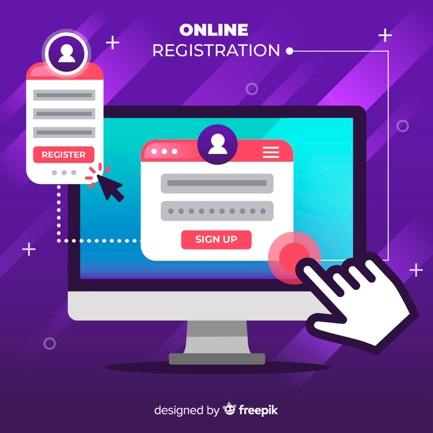 ONLINE
REGISTRATION
REGISTER
SIGN UP
designed by freepik